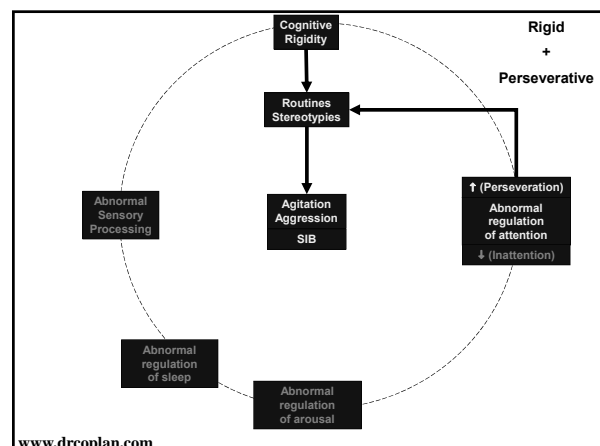 Cognitive
Rigidity
Rigid
+
Perseverative
Routines
Stereotypies
↑ (Perseveration)
Abnormal
regulation
of attention
↓ (Inattention)
Abnormal
Sensory
Processing
Agitation
Aggression
SIB
Abnormal
regulation
of sleep
Abnormal
regulation
of arousal
www.drcoplan.com